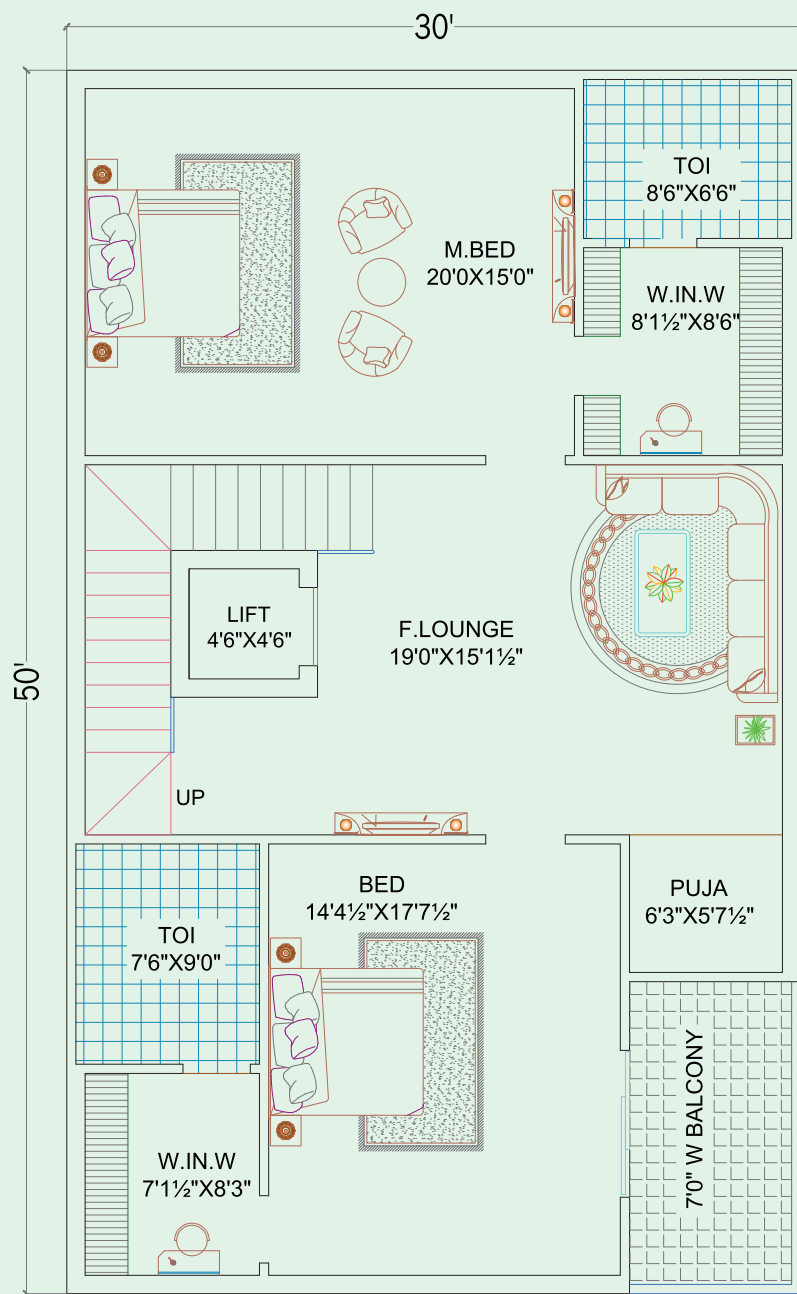 30'
50'
TOI
8'6"X6'6"
M.BED
20'0X15'0"
W.IN.W
8'1½"X8'6"
LIFT
4'6"X4'6"
F.LOUNGE
19'0"X15'1½"
UP
BED
14'4½"X17'7½"
PUJA
6'3"X5'7½"
TOI
7'6"X9'0"
7'0" W BALCONY
W.IN.W
7'1½"X8'3"